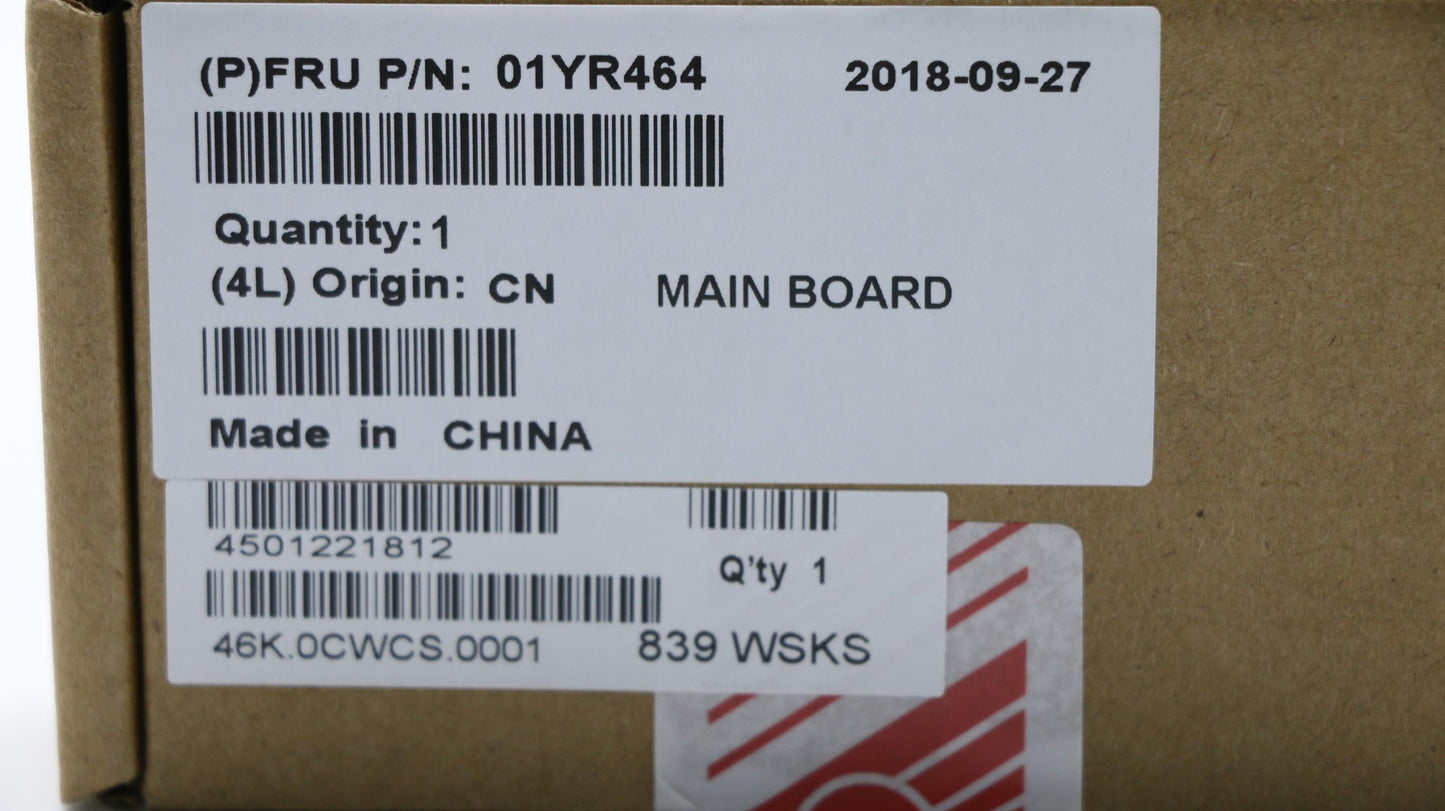 (P)FRU P/N: 01YR464 2018-09-27
Quantity: 1
(4L) Origin: CN MAIN BOARD
Made in CHINA
4501221812
Q'ty 1
46K.0CWCS.0001 839 WSKS